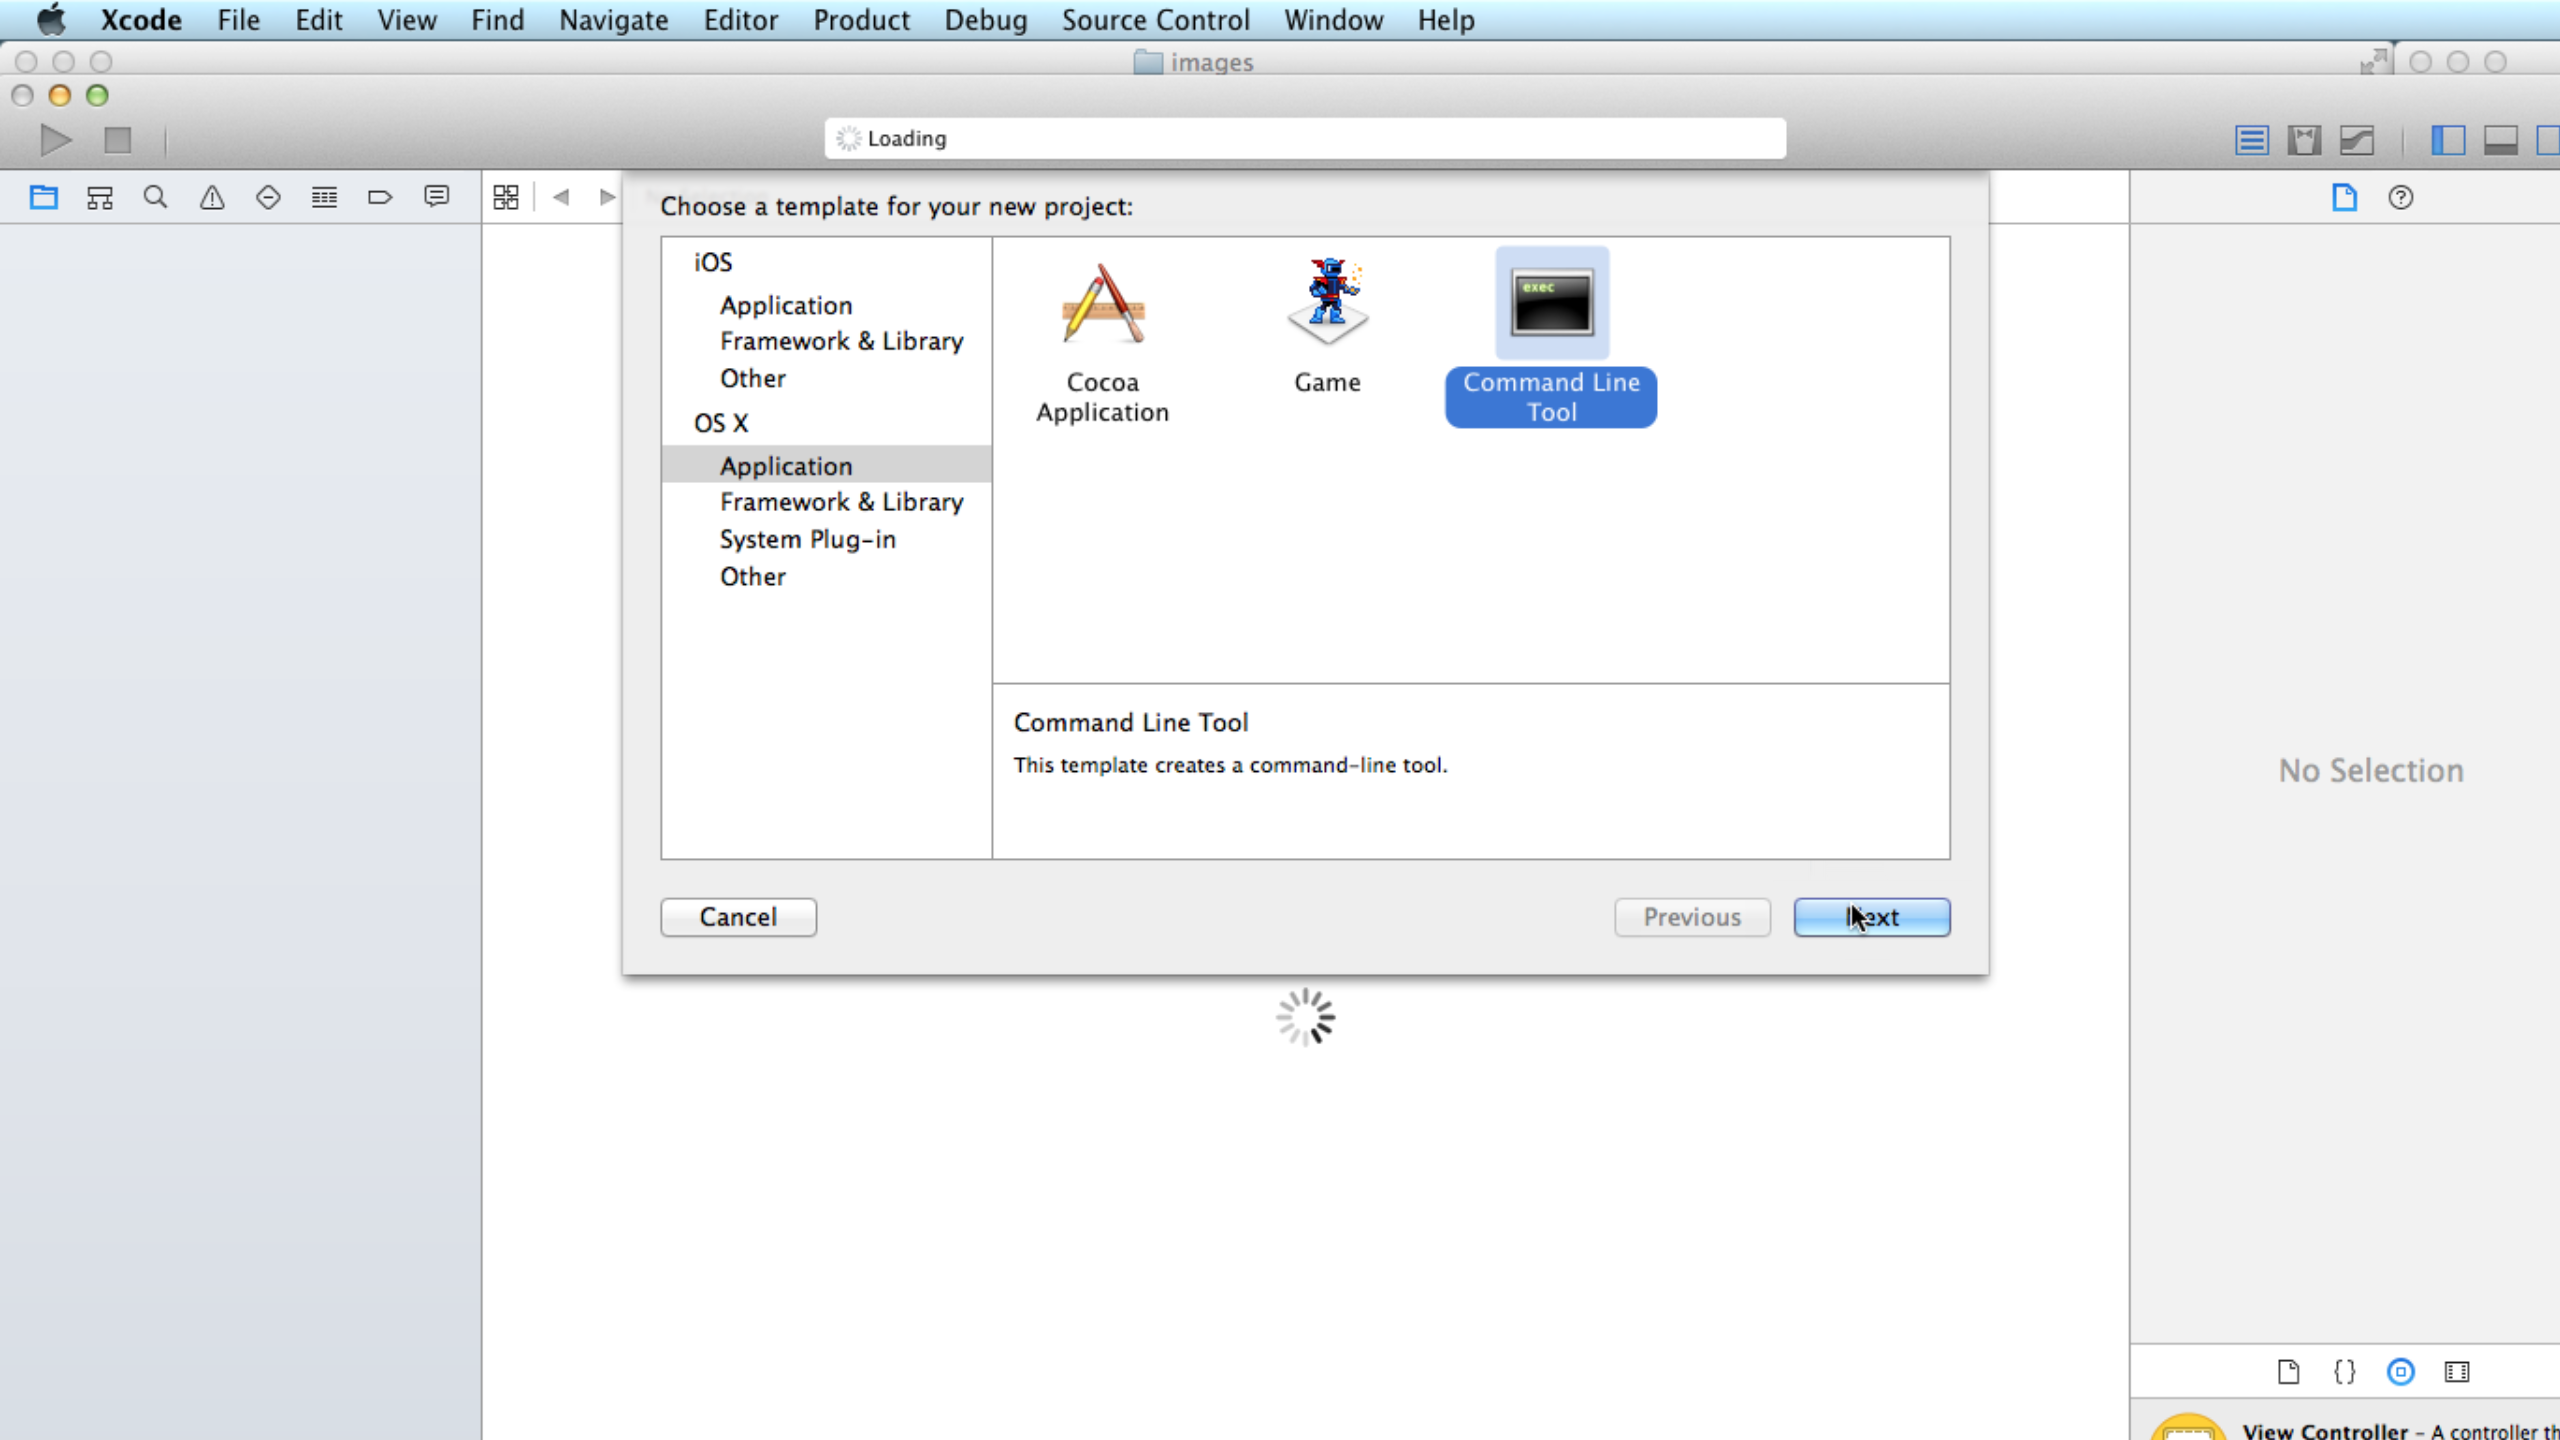 Xcode File Edit View Find Navigate Editor Product Debug Source Control Window Help
images
Loading
Choose a template for your new project:
iOS
Application
Framework & Library
Other
OS X
Application
Framework & Library
System Plug-in
Other
Cocoa
Application
Game
exec
Command Line
Tool
Command Line Tool
This template creates a command-line tool.
Cancel
Previous
Next
No Selection
{}
View Controller - A controller th